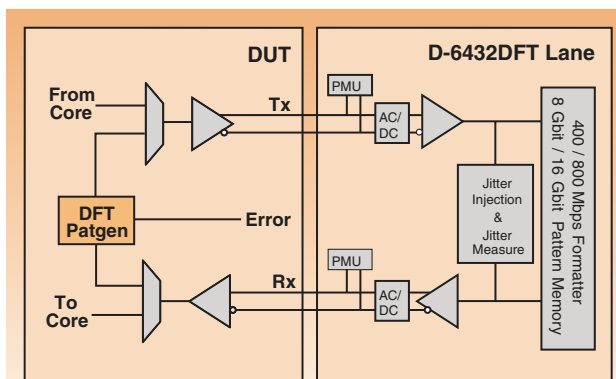 DUT
D-6432DFT Lane
From
Core
Tx
PMU
AC/
DC
DFT
Patgen
Error
Jitter
Injection
&
Jitter
Measure
400 / 800 Mbps Formatter
8 Gbit / 16 Gbit Pattern Memory
To
Core
Rx
PMU
AC/
DC